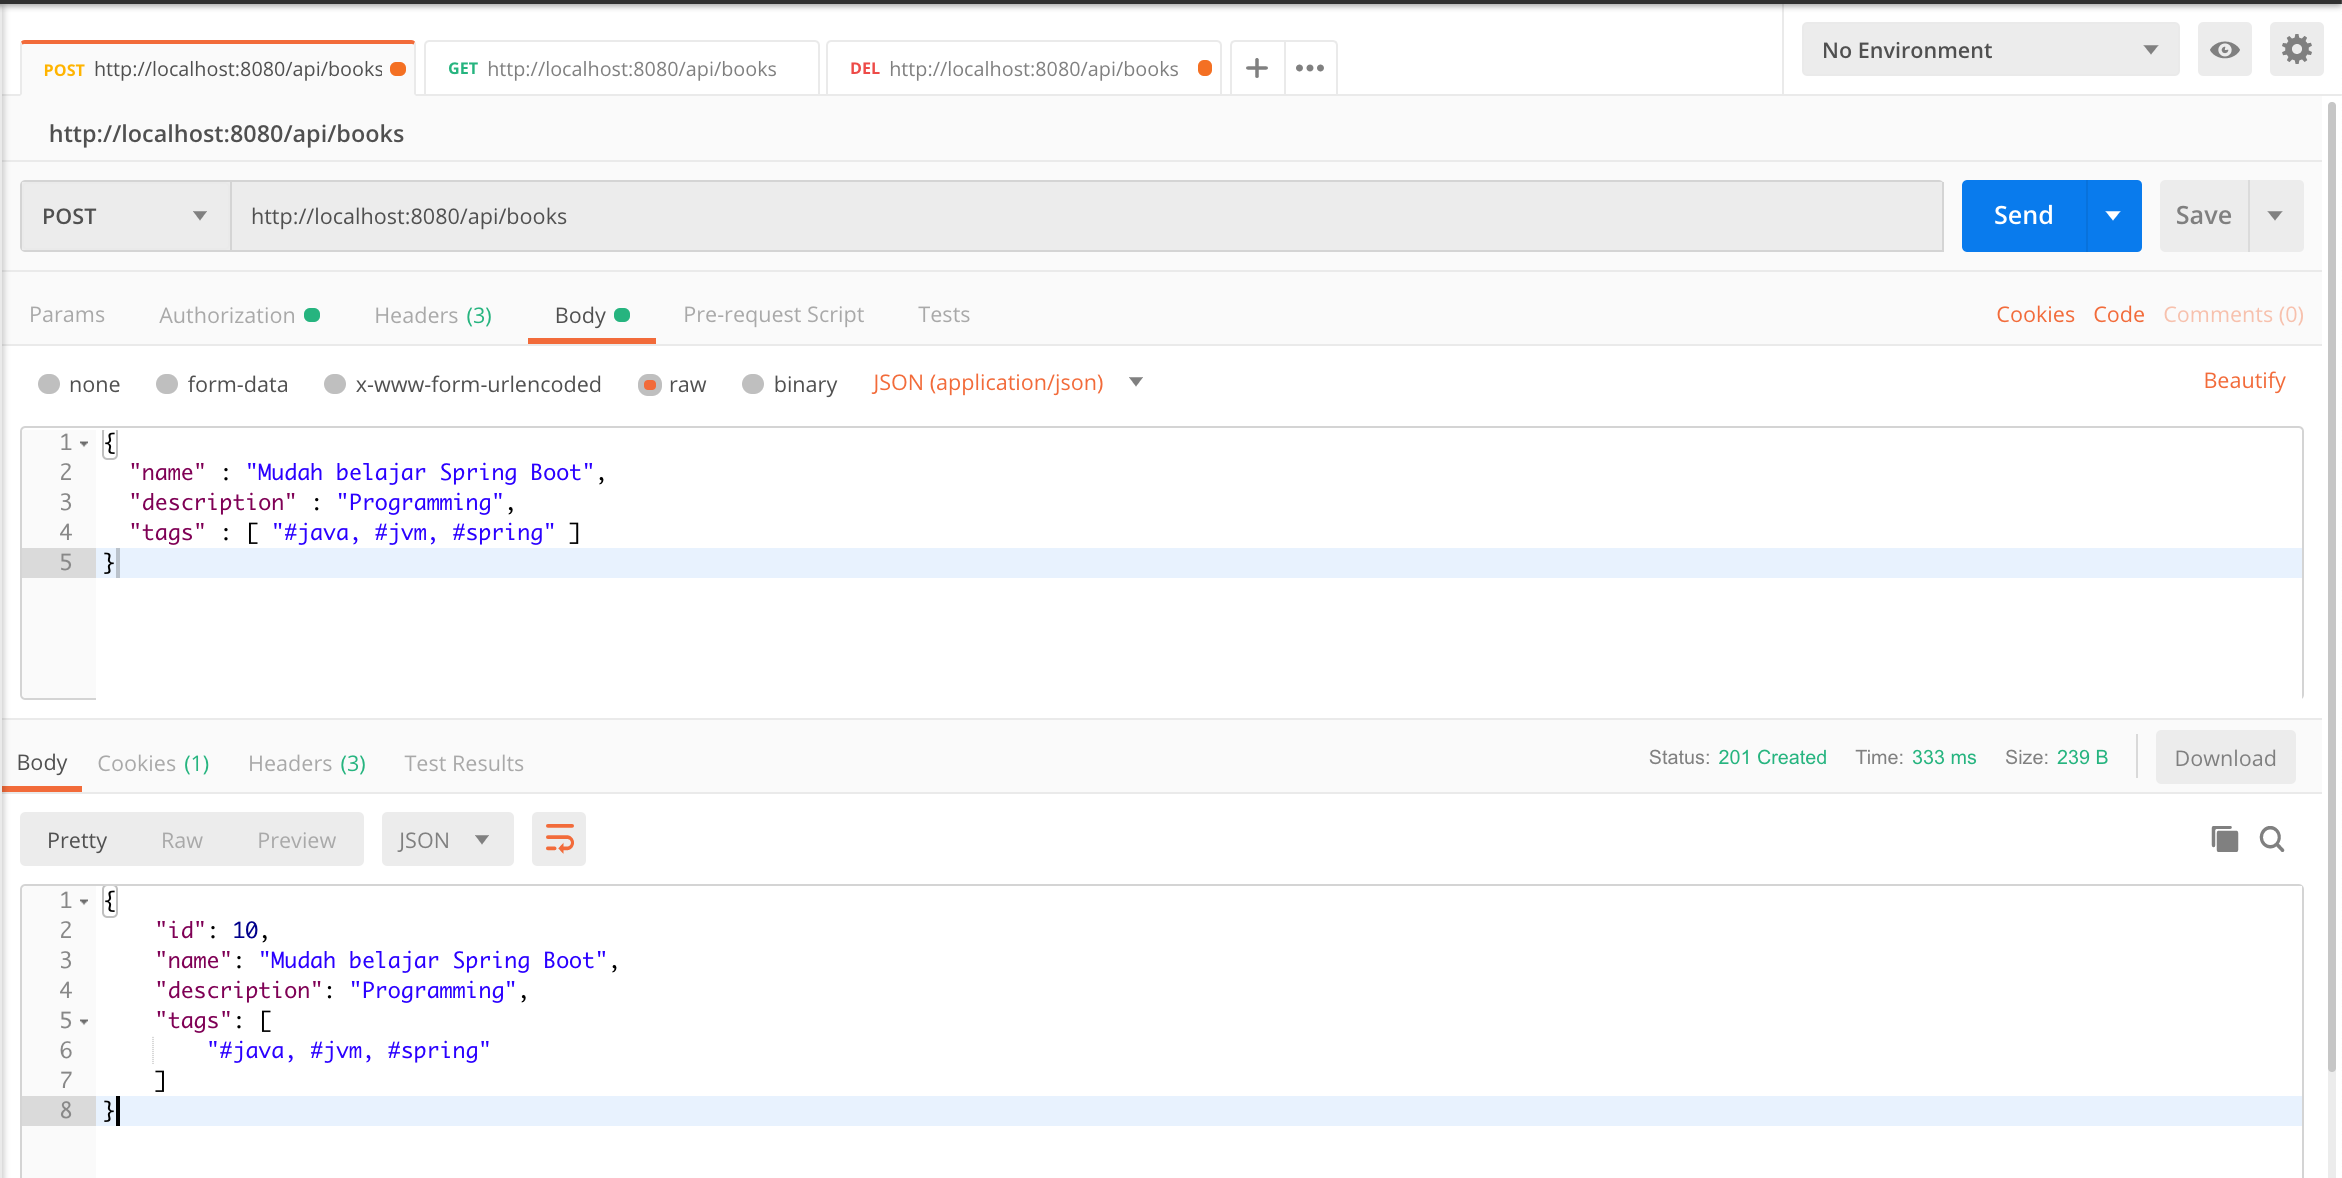 POST http://localhost:8080/api/books
GET http://localhost:8080/api/books
DEL http://localhost:8080/api/books
No Environment
http://localhost:8080/api/books
POST http://localhost:8080/api/books Send Save
Params Authorization Headers (3) Body Pre-request Script Tests Cookies Code Comments (0)
none form-data x-www-form-urlencoded raw binary JSON (application/json) Beautify
1 {
2 "name" : "Mudah belajar Spring Boot",
3 "description" : "Programming",
4 "tags" : [ "#java, #jvm, #spring" ]
5 }
Body Cookies (1) Headers (3) Test Results Status: 201 Created Time: 333 ms Size: 239 B Download
Pretty Raw Preview JSON
1 {
2 "id": 10,
3 "name": "Mudah belajar Spring Boot",
4 "description": "Programming",
5 "tags": [
6 "#java, #jvm, #spring"
7 ]
8 }